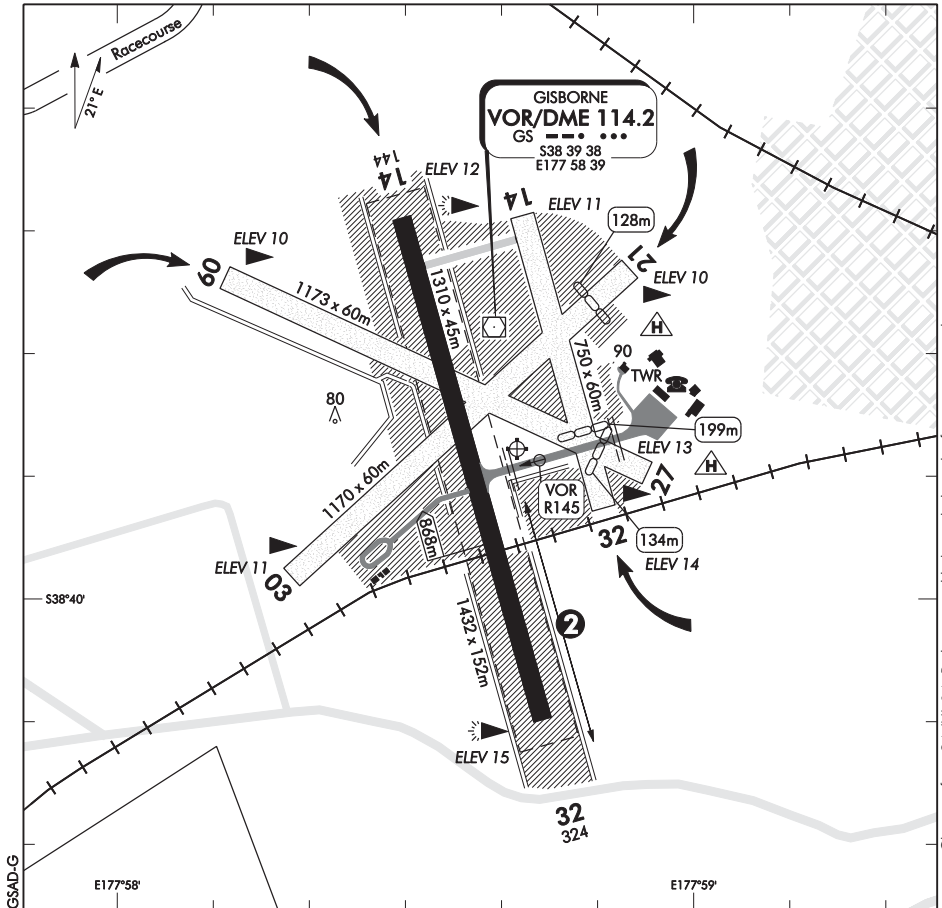 Racecourse
21° E
GISBORNE
VOR/DME 114.2
GS
S38 39 38
E177 58 39
144
14
ELEV 12
14
ELEV 11
128m
21
ELEV 10
ELEV 10
09
1173 x 60m
1310 x 45m
750 x 60m
H
90
TWR
80
199m
ELEV 13
H
27
1170 x 60m
VOR
R145
868m
32
134m
ELEV 14
ELEV 11
03
S38°40'
1432 x 152m
2
ELEV 15
32
324
GSAD-G
E177°58'
E177°59'